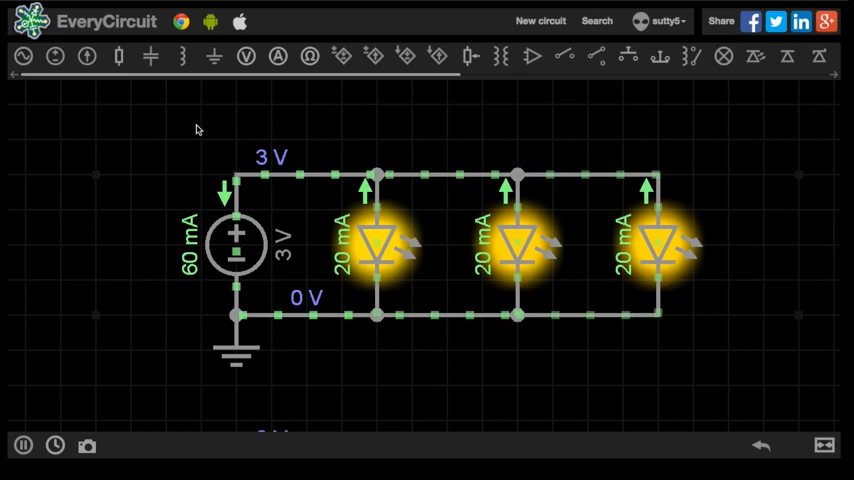 EveryCircuit
New circuit
Search
sutty5
Share
V
A
Ω
3 V
60 mA
3 V
20 mA
20 mA
20 mA
0 V